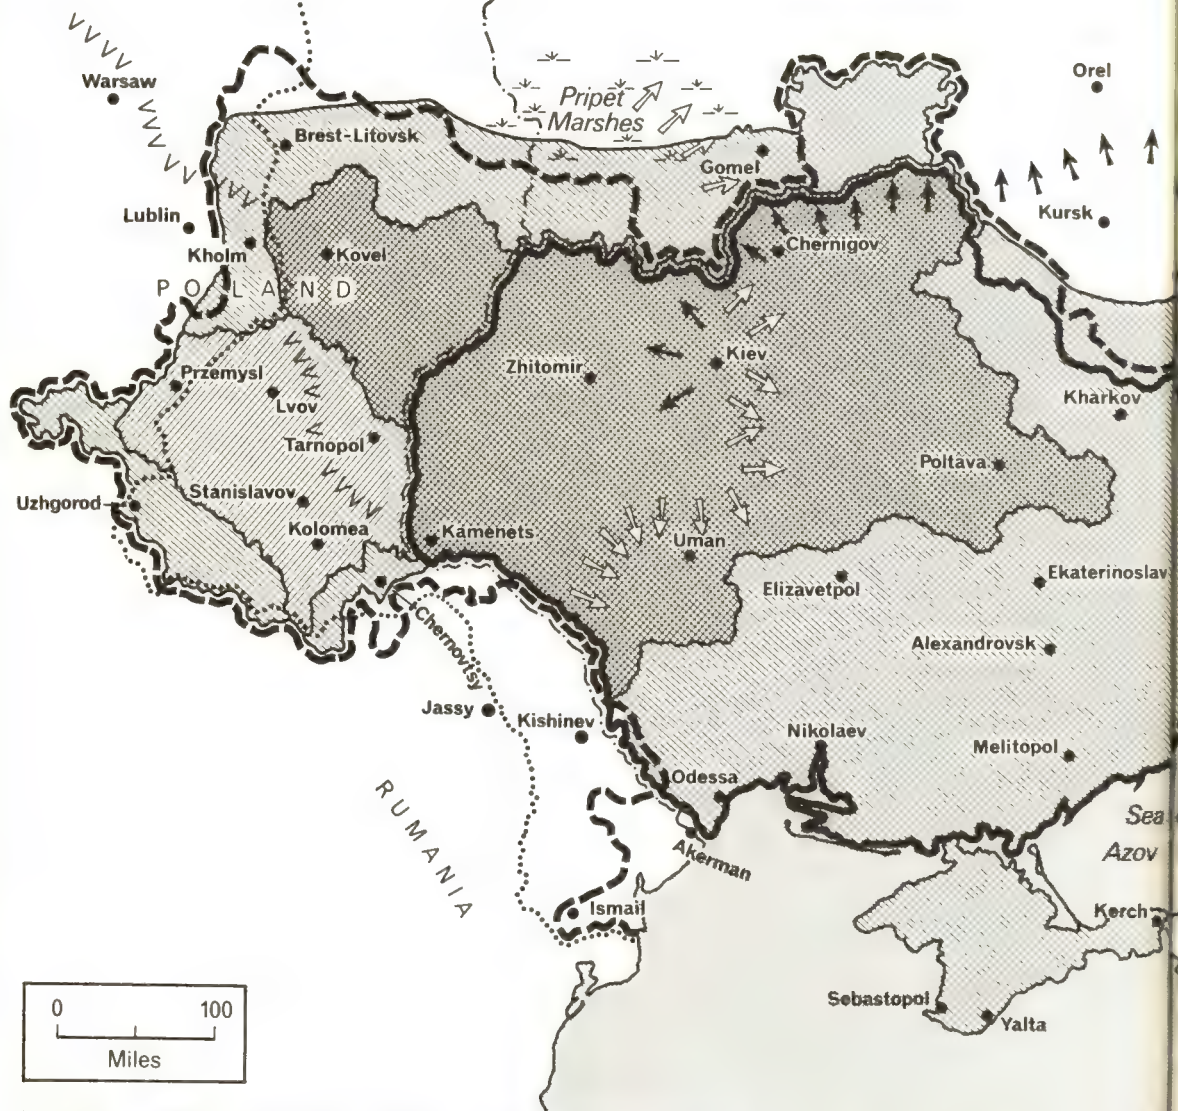 Orel
Warsaw
Pripet
Marshes
Brest-Litovsk
Gomel
Lublin
Kursk
Kholm
Kovel
Chernigov
POLAND
Zhitomir
Kiev
Przemysl
Lvov
Kharkov
Tarnopol
Poltava
Uzhgorod
Stanislavov
Kolomea
Kamenets
Uman
Elizavetpol
Ekaterinoslav
Chernovtsy
Alexandrovsk
Jassy
Kishinev
Nikolaev
Melitopol
Odessa
RUMANIA
Sea
Azov
Akerman
Ismail
Kerch
Sebastopol
Yalta
0 100
Miles